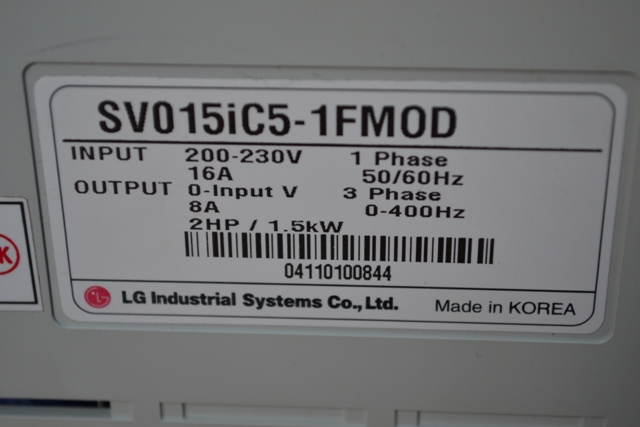 SV015iC5-1FMOD
INPUT 200-230V 1 Phase
16A 50/60Hz
OUTPUT 0-Input V 3 Phase
8A 0-400Hz
2HP / 1.5kW
04110100844
LG Industrial Systems Co., Ltd. Made in KOREA